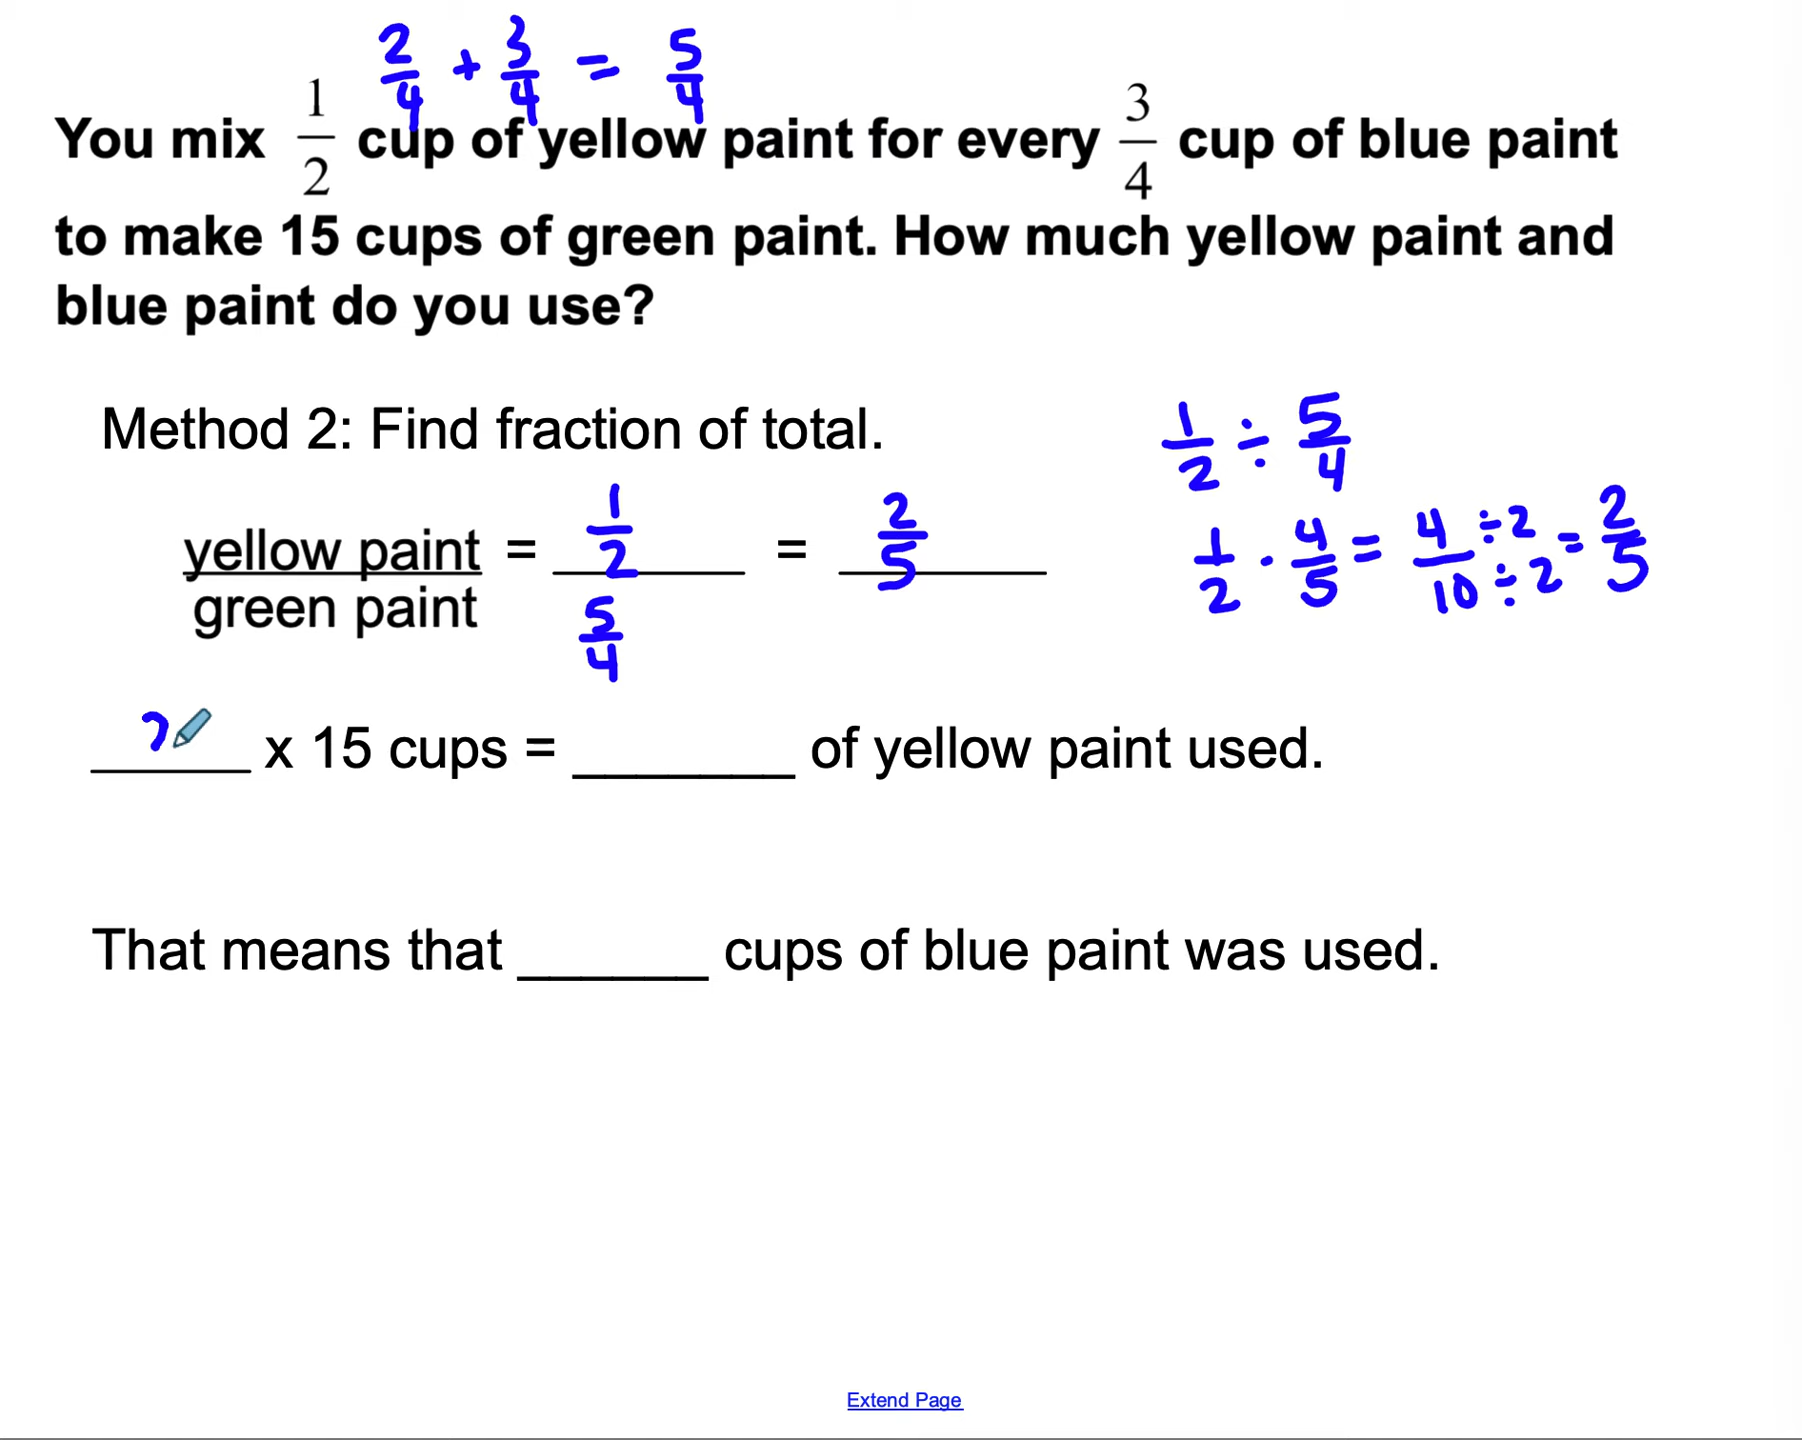 2/4 + 3/4 = 5/4
You mix 1/2 cup of yellow paint for every 3/4 cup of blue paint
to make 15 cups of green paint. How much yellow paint and
blue paint do you use?
Method 2: Find fraction of total.
1/2 ÷ 5/4
yellow paint / green paint = 1/2 / 5/4 = 2/5
1/2 · 4/5 = 4 ÷2 / 10 ÷2 = 2/5
______ x 15 cups = _______ of yellow paint used.
That means that ______ cups of blue paint was used.
Extend Page